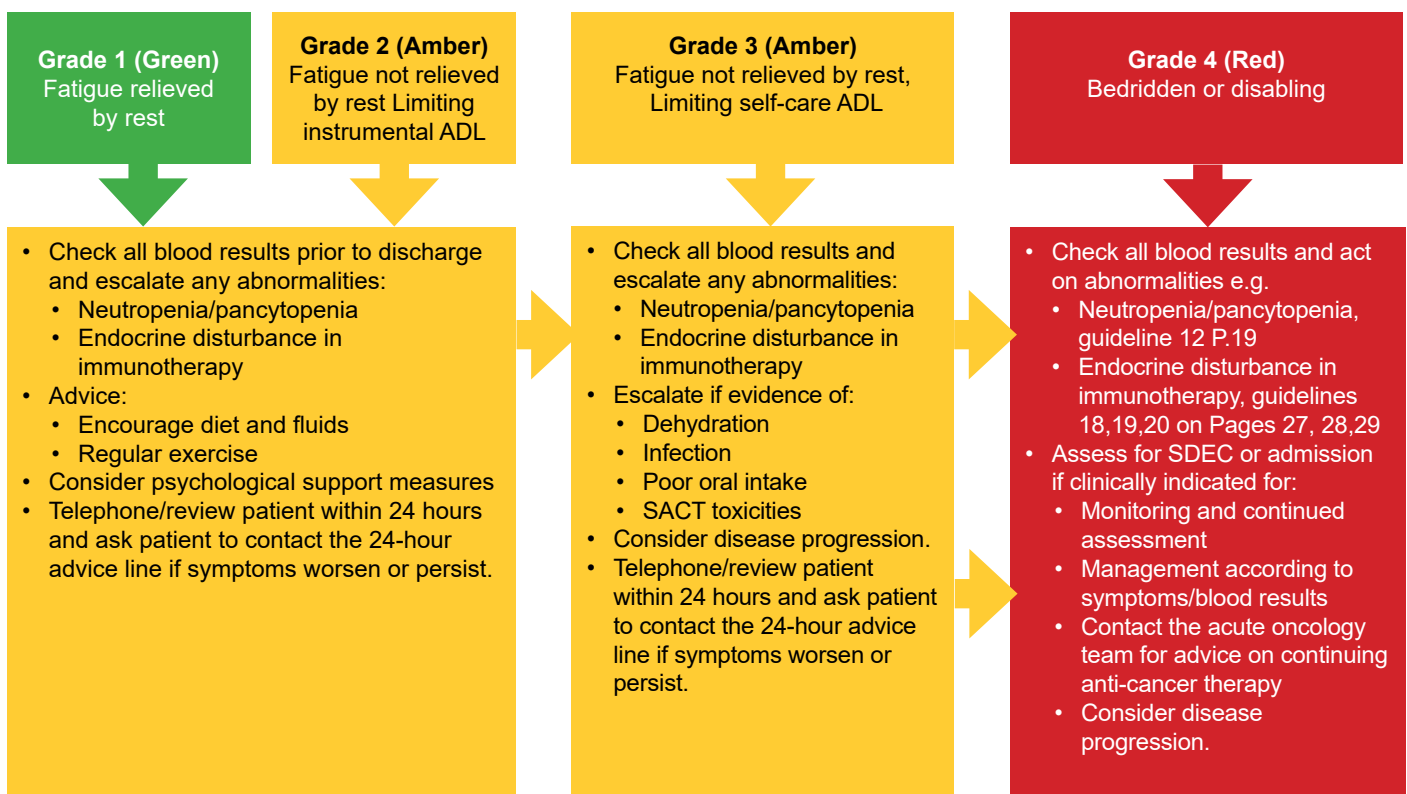 Grade 1 (Green)
Fatigue relieved
by rest
Grade 2 (Amber)
Fatigue not relieved
by rest Limiting
instrumental ADL
Grade 3 (Amber)
Fatigue not relieved by rest,
Limiting self-care ADL
Grade 4 (Red)
Bedridden or disabling
• Check all blood results prior to discharge
and escalate any abnormalities:
• Neutropenia/pancytopenia
• Endocrine disturbance in
immunotherapy
• Advice:
• Encourage diet and fluids
• Regular exercise
• Consider psychological support measures
• Telephone/review patient within 24 hours
and ask patient to contact the 24-hour
advice line if symptoms worsen or persist.
• Check all blood results and
escalate any abnormalities:
• Neutropenia/pancytopenia
• Endocrine disturbance in
immunotherapy
• Escalate if evidence of:
• Dehydration
• Infection
• Poor oral intake
• SACT toxicities
• Consider disease progression.
• Telephone/review patient
within 24 hours and ask patient
to contact the 24-hour advice
line if symptoms worsen or
persist.
• Check all blood results and act
on abnormalities e.g.
• Neutropenia/pancytopenia,
guideline 12 P.19
• Endocrine disturbance in
immunotherapy, guidelines
18,19,20 on Pages 27, 28,29
• Assess for SDEC or admission
if clinically indicated for:
• Monitoring and continued
assessment
• Management according to
symptoms/blood results
• Contact the acute oncology
team for advice on continuing
anti-cancer therapy
• Consider disease
progression.